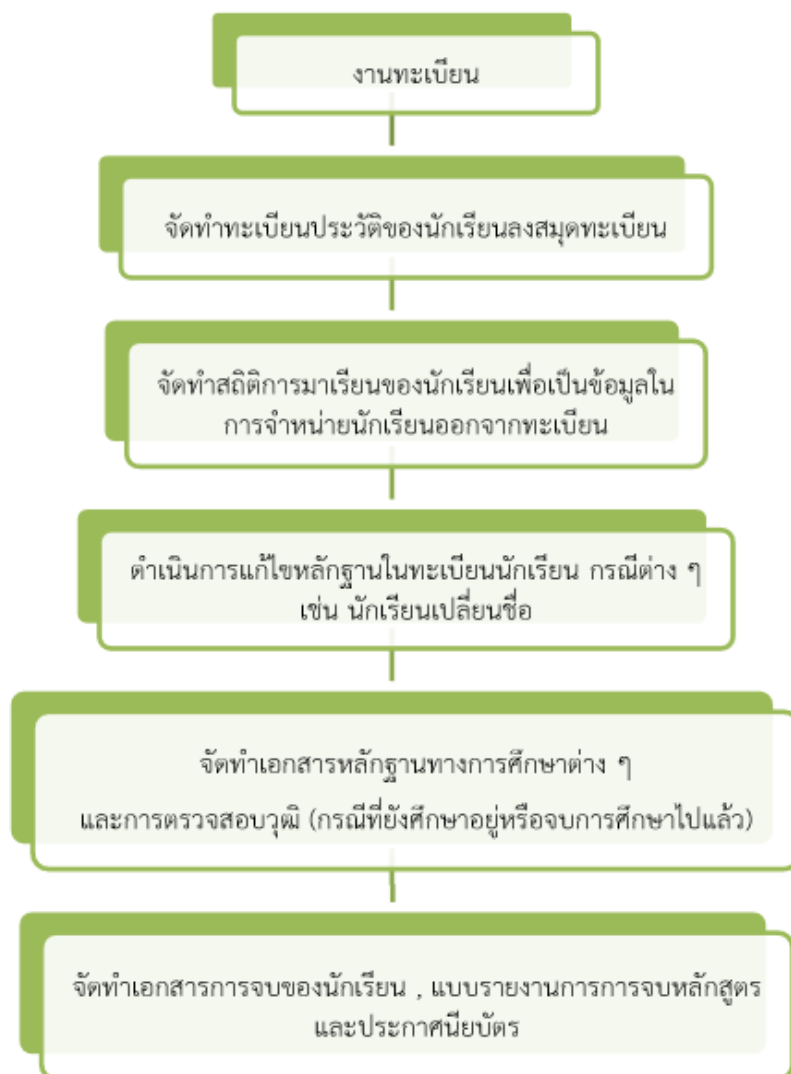 งานทะเบียน
จัดทำทะเบียนประวัติของนักเรียนลงสมุดทะเบียน
จัดทำสถิติการมาเรียนของนักเรียนเพื่อเป็นข้อมูลใน
การจำหน่ายนักเรียนออกจากทะเบียน
ดำเนินการแก้ไขหลักฐานในทะเบียนนักเรียน กรณีต่าง ๆ
เช่น นักเรียนเปลี่ยนชื่อ
จัดทำเอกสารหลักฐานทางการศึกษาต่าง ๆ
และการตรวจสอบวุฒิ (กรณีที่ยังศึกษาอยู่หรือจบการศึกษาไปแล้ว)
จัดทำเอกสารการจบของนักเรียน , แบบรายงานการการจบหลักสูตร
และประกาศนียบัตร